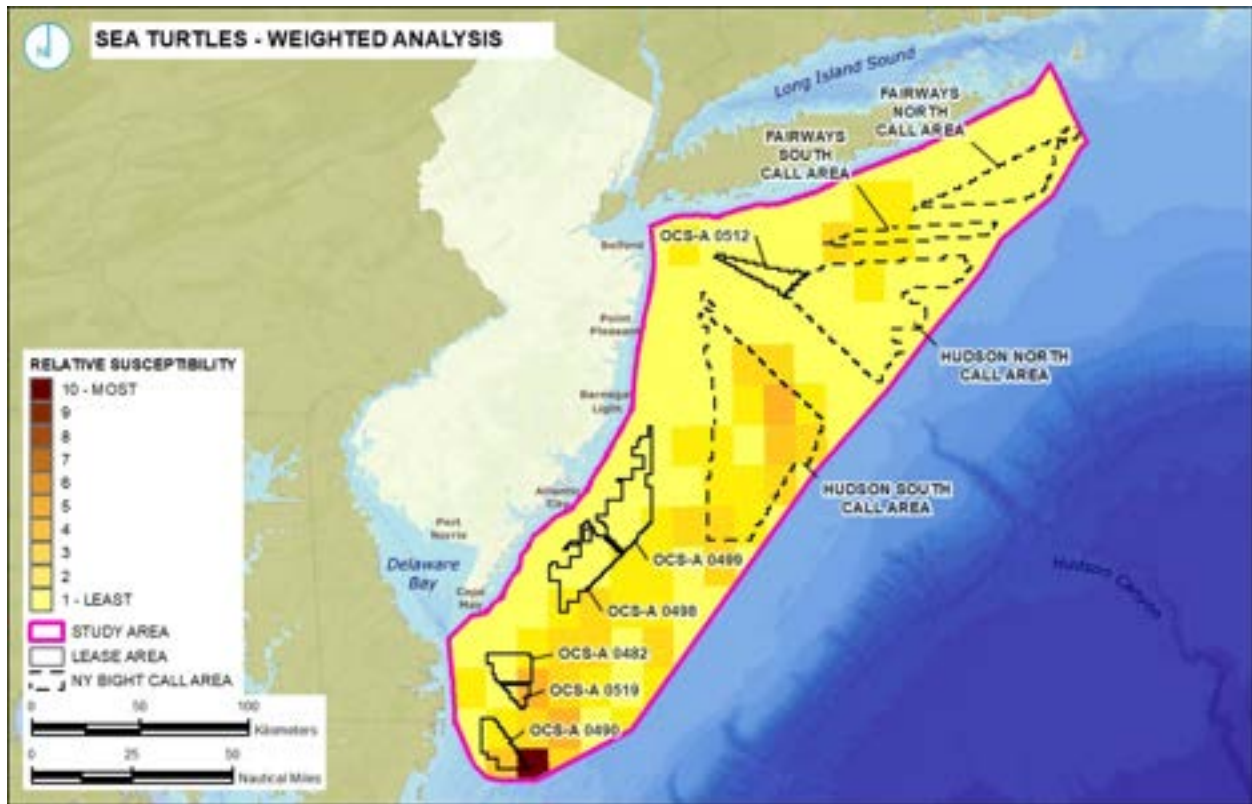 SEA TURTLES - WEIGHTED ANALYSIS
Long Island Sound
FAIRWAYS
NORTH
CALL AREA
FAIRWAYS
SOUTH
CALL AREA
OCS-A 0512
Belford
Point
Pleasant
HUDSON NORTH
CALL AREA
Barnegat
Light
HUDSON SOUTH
CALL AREA
Atlantic
City
Port
Norris
Delaware
Bay
Cape
May
OCS-A 0499
OCS-A 0498
OCS-A 0482
OCS-A 0519
OCS-A 0490
Hudson Canyon
RELATIVE SUSCEPTIBILITY
10 - MOST
9
8
7
6
5
4
3
2
1 - LEAST
STUDY AREA
LEASE AREA
NY BIGHT CALL AREA
0 50 100
Kilometers
0 25 50
Nautical Miles